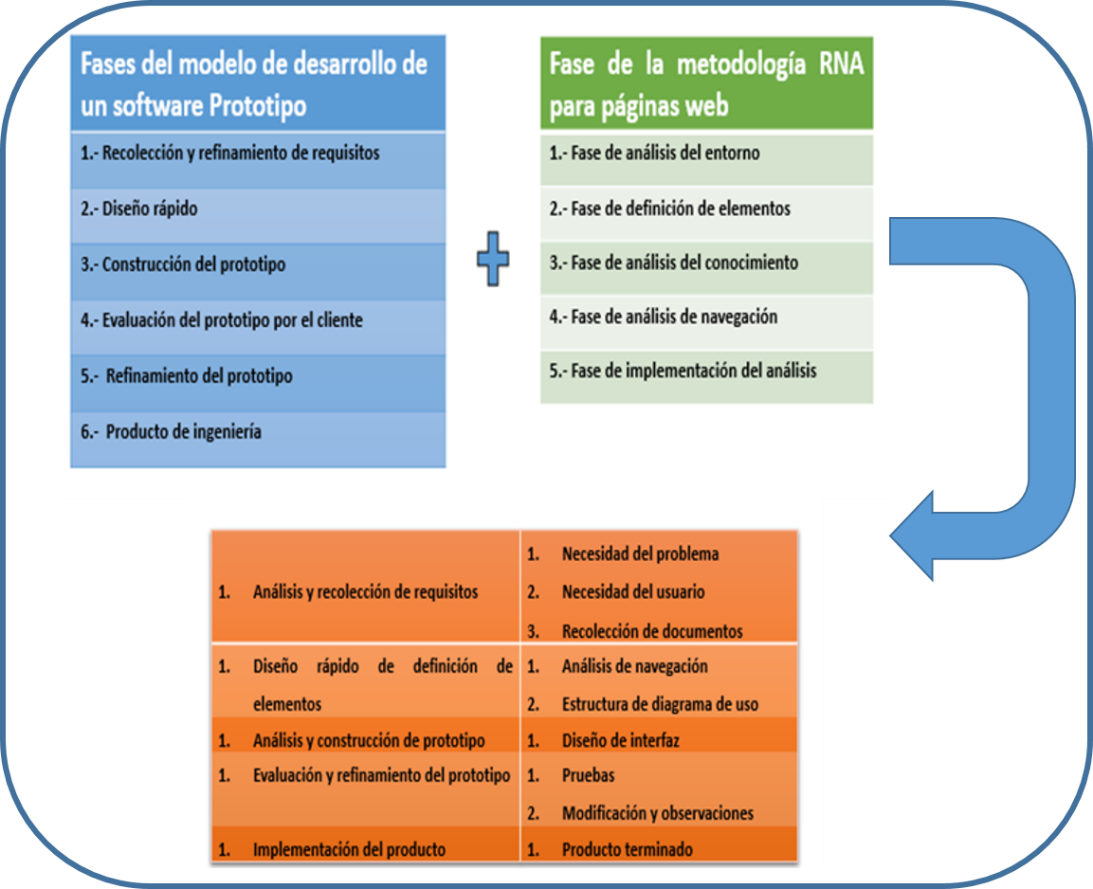 Fases del modelo de desarrollo de
un software Prototipo
1.- Recolección y refinamiento de requisitos
2.- Diseño rápido
3.- Construcción del prototipo
4.- Evaluación del prototipo por el cliente
5.- Refinamiento del prototipo
6.- Producto de ingeniería
Fase de la metodología RNA
para páginas web
1.- Fase de análisis del entorno
2.- Fase de definición de elementos
3.- Fase de análisis del conocimiento
4.- Fase de análisis de navegación
5.- Fase de implementación del análisis
1. Análisis y recolección de requisitos
1. Necesidad del problema
2. Necesidad del usuario
3. Recolección de documentos
1. Diseño rápido de definición de
elementos
1. Análisis de navegación
2. Estructura de diagrama de uso
1. Análisis y construcción de prototipo
1. Diseño de interfaz
1. Evaluación y refinamiento del prototipo
1. Pruebas
2. Modificación y observaciones
1. Implementación del producto
1. Producto terminado